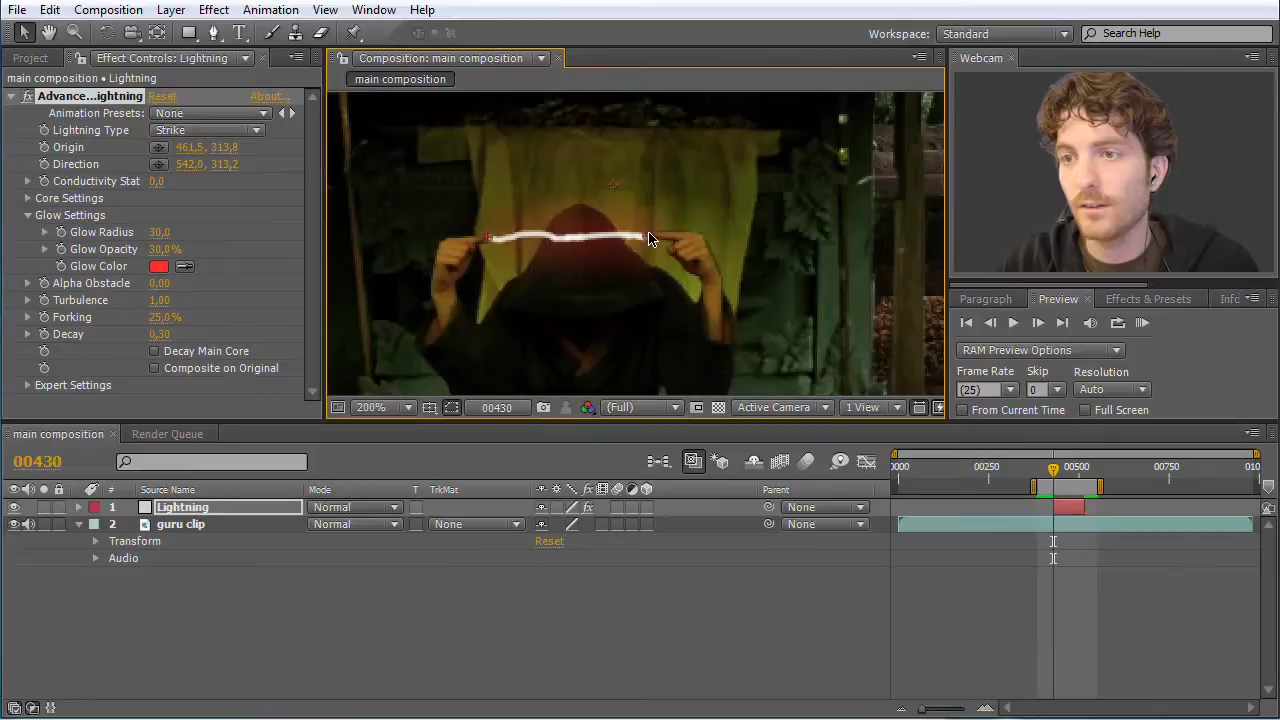 File Edit Composition Layer Effect Animation View Window Help
Workspace: Standard Search Help
Project Effect Controls: Lightning Composition: main composition Webcam
main composition • Lightning main composition
Advance...ightning Reset About...
Animation Presets: None
Lightning Type Strike
Origin 461,5, 313,8
Direction 542,0, 313,2
Conductivity Stat 0,0
Core Settings
Glow Settings
Glow Radius 30,0
Glow Opacity 30,0%
Glow Color
Alpha Obstacle 0,00
Turbulence 1,00
Forking 25,0%
Decay 0,30
Decay Main Core
Composite on Original
Expert Settings
Paragraph Preview Effects & Presets Info
RAM Preview Options
Frame Rate Skip Resolution
(25) 0 Auto
From Current Time Full Screen
200% 00430 (Full) Active Camera 1 View
main composition Render Queue
00430
0000 00250 00500 00750 010
# Source Name Mode T TrkMat Parent
1 Lightning Normal None
2 guru clip Normal None None
Transform Reset
Audio